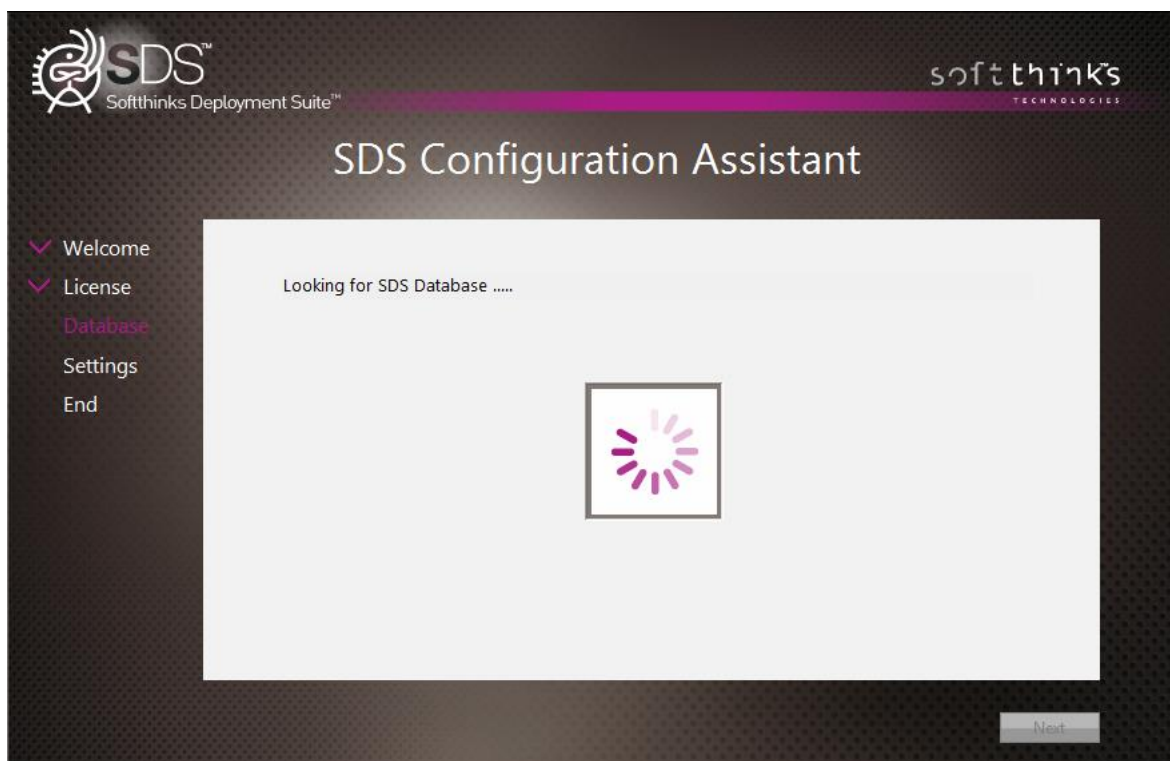 SDS™
Softthinks Deployment Suite™
softthinks
TECHNOLOGIES
SDS Configuration Assistant
Welcome
License
Database
Settings
End
Looking for SDS Database .....
Next